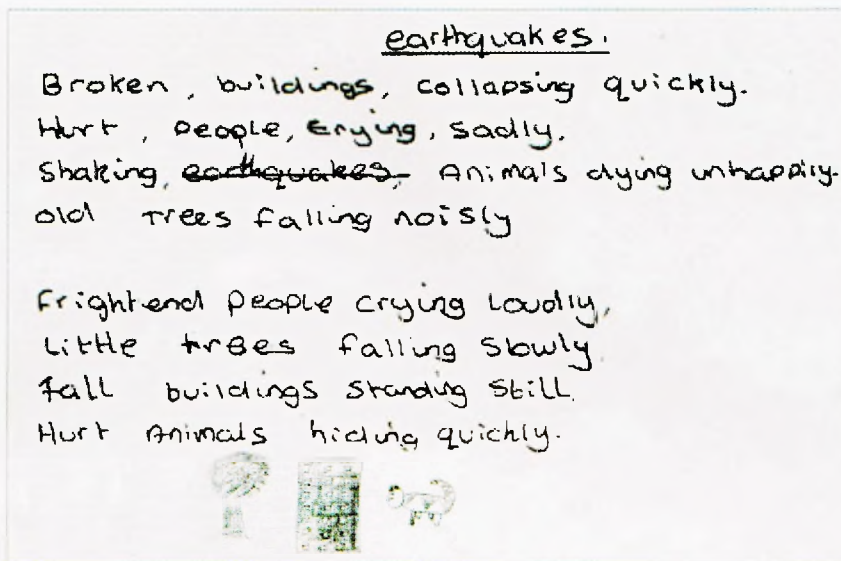 earthquakes.
Broken, buildings, collapsing quickly.
Hurt, people, crying, sadly.
Shaking, earthquakes, Animals dying unhappily.
old Trees falling noisly
Frightend people crying Loudly,
Little trees falling slowly
tall buildings standing still.
Hurt Animals hiding quickly.